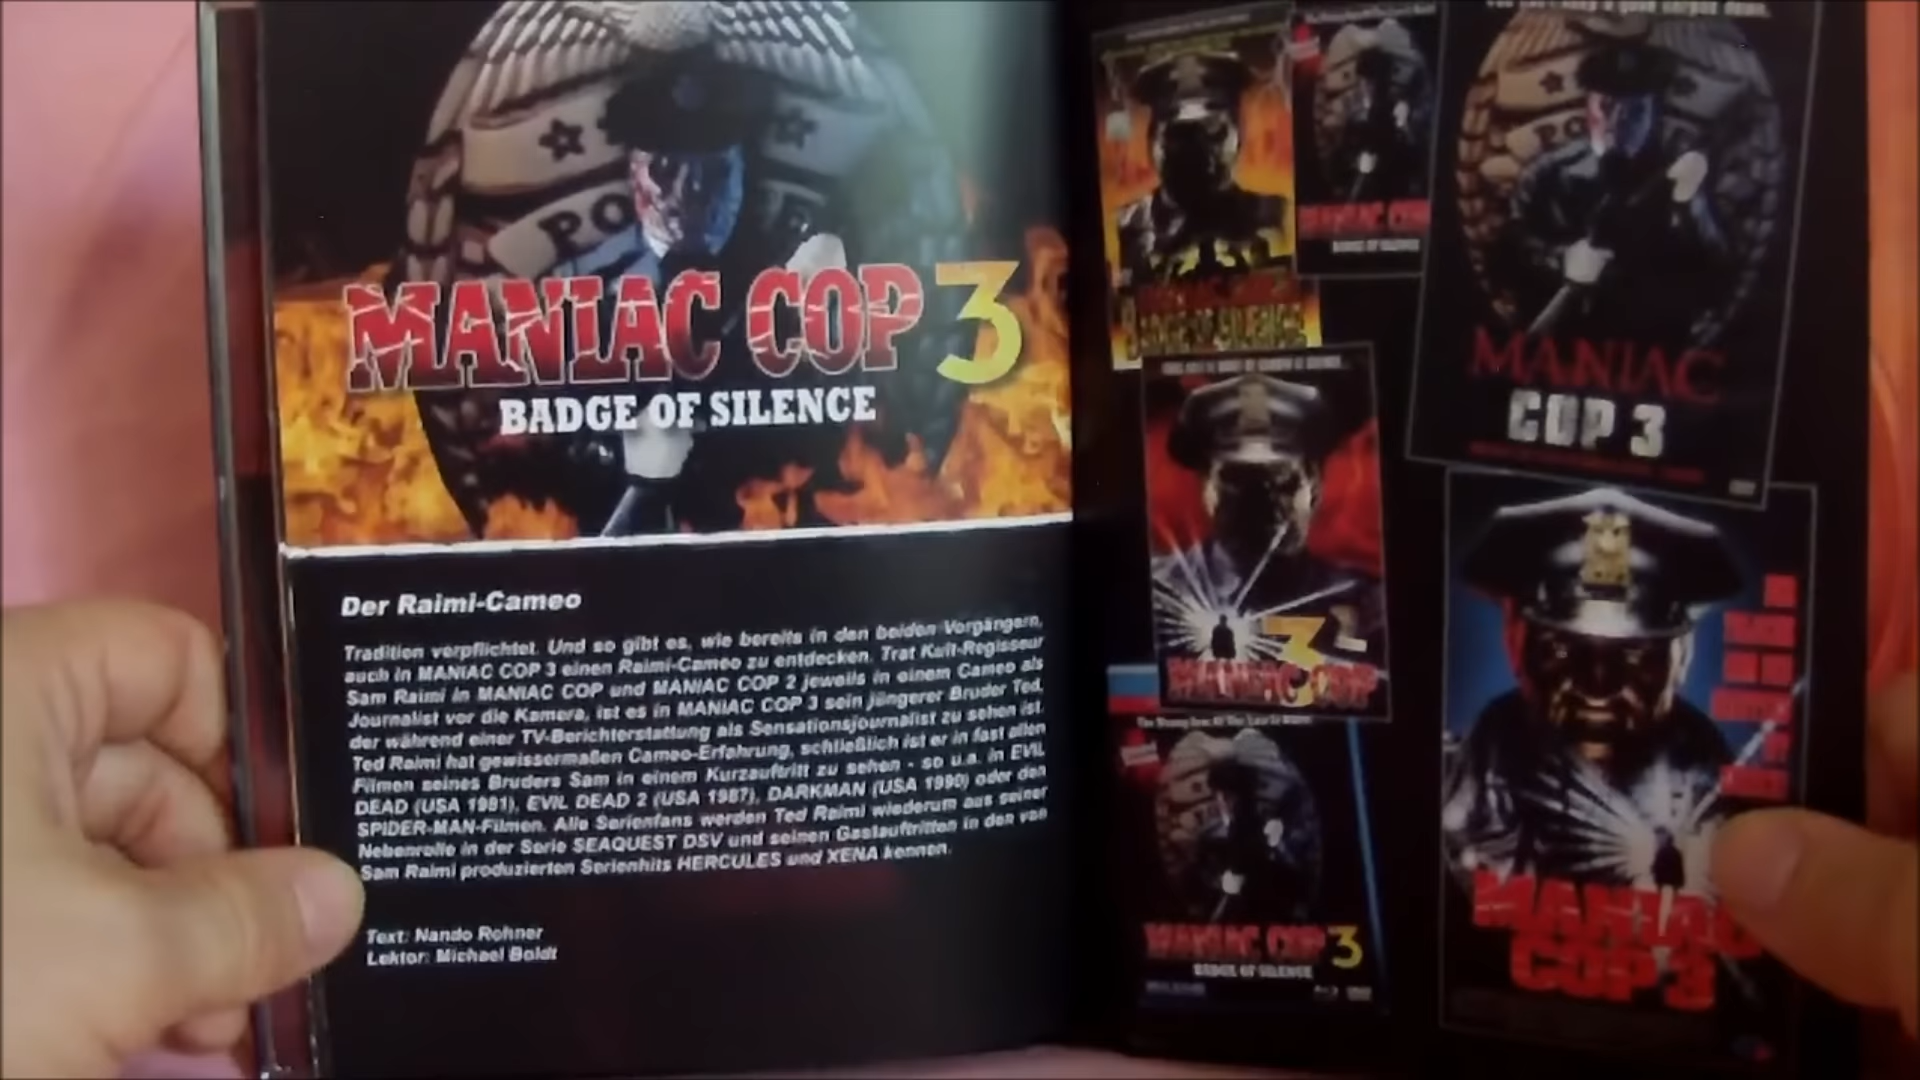 PO
MANIAC COP 3
BADGE OF SILENCE
Der Raimi-Cameo
Tradition verpflichtet. Und so gibt es, wie bereits in den beiden Vorgängern,
auch in MANIAC COP 3 einen Raimi-Cameo zu entdecken. Trat Kult-Regisseur
Sam Raimi in MANIAC COP und MANIAC COP 2 jeweils in einem Cameo als
Journalist vor die Kamera, ist es in MANIAC COP 3 sein jüngerer Bruder Ted,
der während einer TV-Berichterstattung als Sensationsjournalist zu sehen ist.
Ted Raimi hat gewissermaßen Cameo-Erfahrung, schließlich ist er in fast allen
Filmen seines Bruders Sam in einem Kurzauftritt zu sehen - so u.a. in EVIL
DEAD (USA 1981), EVIL DEAD 2 (USA 1987), DARKMAN (USA 1990) oder den
SPIDER-MAN-Filmen. Alle Serienfans werden Ted Raimi wiederum aus seiner
Nebenrolle in der Serie SEAQUEST DSV und seinen Gastauftritten in den von
Sam Raimi produzierten Serienhits HERCULES und XENA kennen.
Text: Nando Rohner
Lektor: Michael Boldt
BADGE OF SILENCE
MANIAC COP
BADGE OF SILENCE
PO
MANIAC
COP 3
3
MANIAC COP
MANIAC COP 3
BADGE OF SILENCE
MANIAC
COP 3